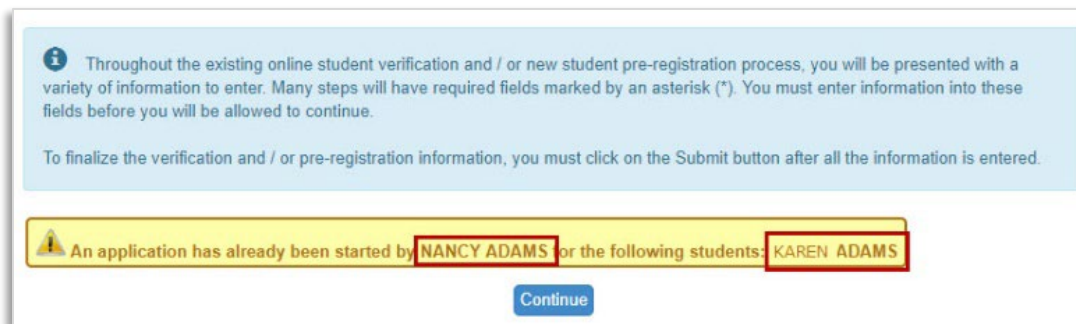 Throughout the existing online student verification and / or new student pre-registration process, you will be presented with a
variety of information to enter. Many steps will have required fields marked by an asterisk (*). You must enter information into these
fields before you will be allowed to continue.
To finalize the verification and / or pre-registration information, you must click on the Submit button after all the information is entered.
An application has already been started by NANCY ADAMS for the following students: KAREN ADAMS
Continue